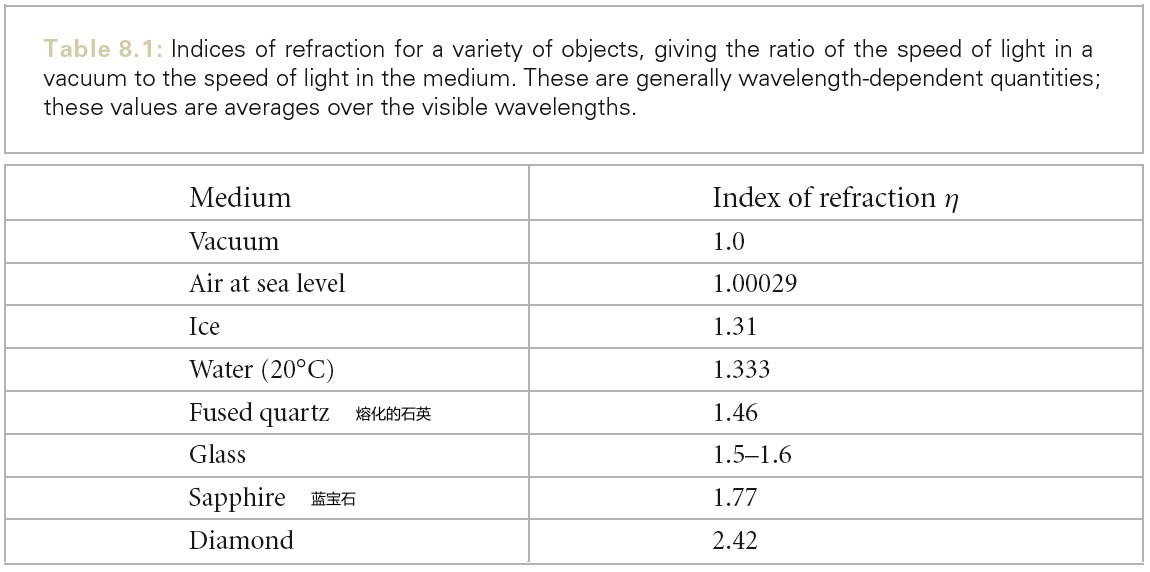 Table 8.1: Indices of refraction for a variety of objects, giving the ratio of the speed of light in a
vacuum to the speed of light in the medium. These are generally wavelength-dependent quantities;
these values are averages over the visible wavelengths.
Medium Index of refraction η
Vacuum 1.0
Air at sea level 1.00029
Ice 1.31
Water (20°C) 1.333
Fused quartz 熔化的石英 1.46
Glass 1.5–1.6
Sapphire 蓝宝石 1.77
Diamond 2.42